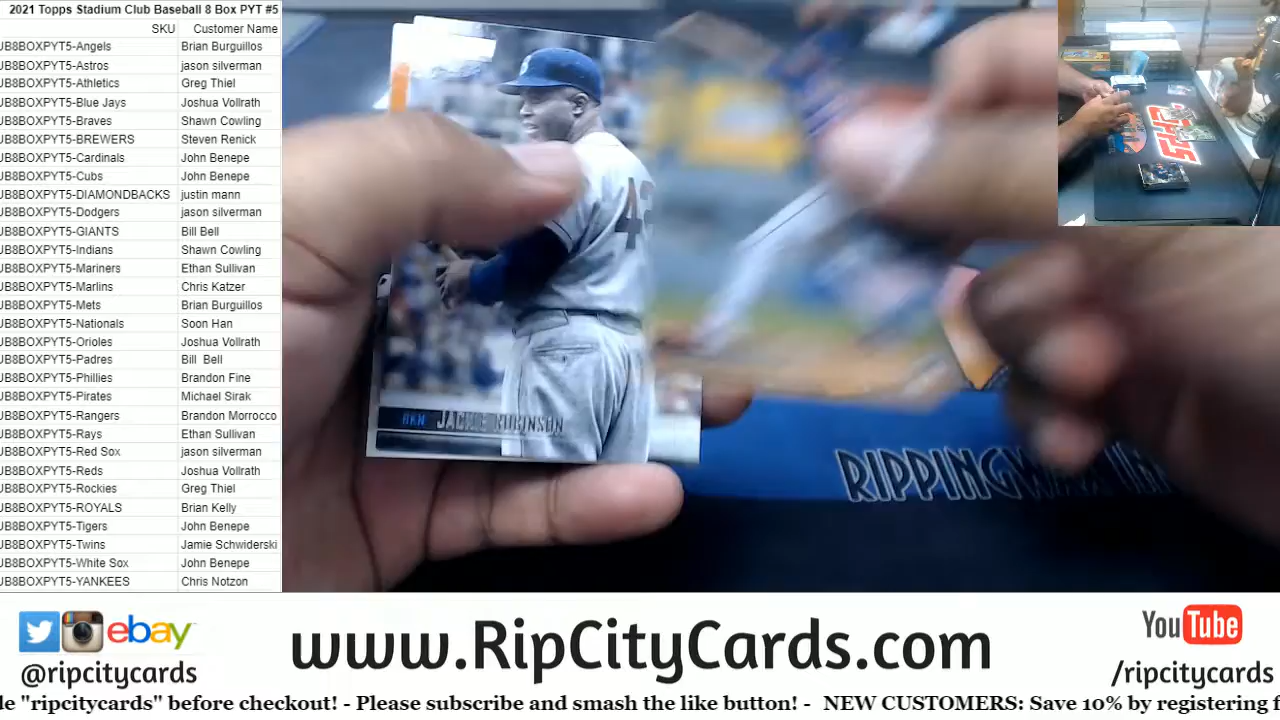 2021 Topps Stadium Club Baseball 8 Box PYT #5
SKU Customer Name
JB8BOXPYT5-Angels Brian Burguillos
JB8BOXPYT5-Astros jason silverman
JB8BOXPYT5-Athletics Greg Thiel
JB8BOXPYT5-Blue Jays Joshua Vollrath
JB8BOXPYT5-Braves Shawn Cowling
JB8BOXPYT5-BREWERS Steven Renick
JB8BOXPYT5-Cardinals John Benepe
JB8BOXPYT5-Cubs John Benepe
JB8BOXPYT5-DIAMONDBACKS justin mann
JB8BOXPYT5-Dodgers jason silverman
JB8BOXPYT5-GIANTS Bill Bell
JB8BOXPYT5-Indians Shawn Cowling
JB8BOXPYT5-Mariners Ethan Sullivan
JB8BOXPYT5-Marlins Chris Katzer
JB8BOXPYT5-Mets Brian Burguillos
JB8BOXPYT5-Nationals Soon Han
JB8BOXPYT5-Orioles Joshua Vollrath
JB8BOXPYT5-Padres Bill Bell
JB8BOXPYT5-Phillies Brandon Fine
JB8BOXPYT5-Pirates Michael Sirak
JB8BOXPYT5-Rangers Brandon Morrocco
JB8BOXPYT5-Rays Ethan Sullivan
JB8BOXPYT5-Red Sox jason silverman
JB8BOXPYT5-Reds Joshua Vollrath
JB8BOXPYT5-Rockies Greg Thiel
JB8BOXPYT5-ROYALS Brian Kelly
JB8BOXPYT5-Tigers John Benepe
JB8BOXPYT5-Twins Jamie Schwiderski
JB8BOXPYT5-White Sox John Benepe
JB8BOXPYT5-YANKEES Chris Notzon
42
BKN JACKIE ROBINSON
ebay
@ripcitycards
www.RipCityCards.com
YouTube
/ripcitycards
le "ripcitycards" before checkout! - Please subscribe and smash the like button! - NEW CUSTOMERS: Save 10% by registering f